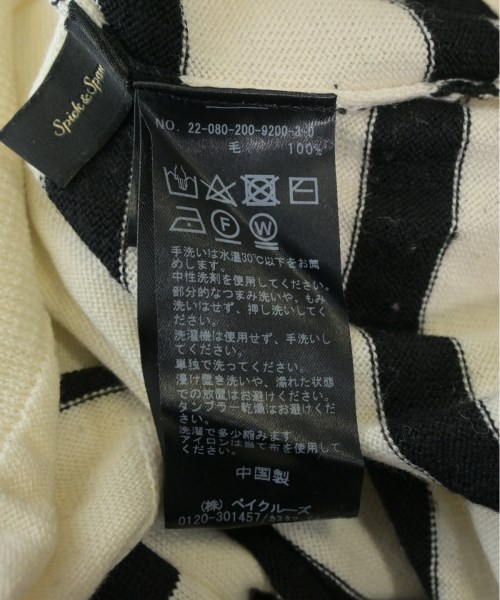 Spick & Span
NO. 22-080-200-9200-3-0
毛 100%
F W
手洗いは水温30℃以下をお薦
めします。
中性洗剤を使用してください。
部分的なつまみ洗いや、もみ
洗いはせず、押し洗いしてく
ださい。
洗濯機は使用せず、手洗いし
てください。
単独で洗ってください。
浸け置き洗いや、濡れた状態
での放置はお避けください。
タンブラー乾燥はお避けくだ
さい。
洗濯で多少縮みます。
アイロンは当て布を使用して
ください。
中国製
(株) ベイクルーズ
0120-301457/カスタマ